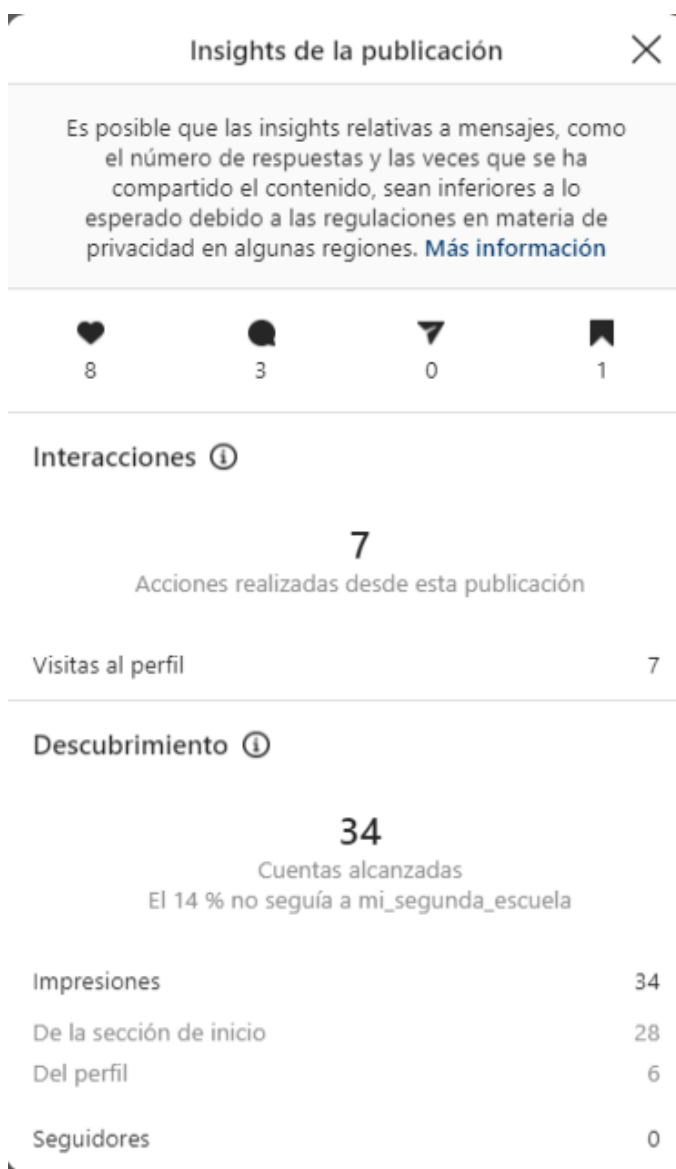 Insights de la publicación
Es posible que las insights relativas a mensajes, como
el número de respuestas y las veces que se ha
compartido el contenido, sean inferiores a lo
esperado debido a las regulaciones en materia de
privacidad en algunas regiones. Más información
8 3 0 1
Interacciones
7
Acciones realizadas desde esta publicación
Visitas al perfil 7
Descubrimiento
34
Cuentas alcanzadas
El 14 % no seguía a mi_segunda_escuela
Impresiones 34
De la sección de inicio 28
Del perfil 6
Seguidores 0